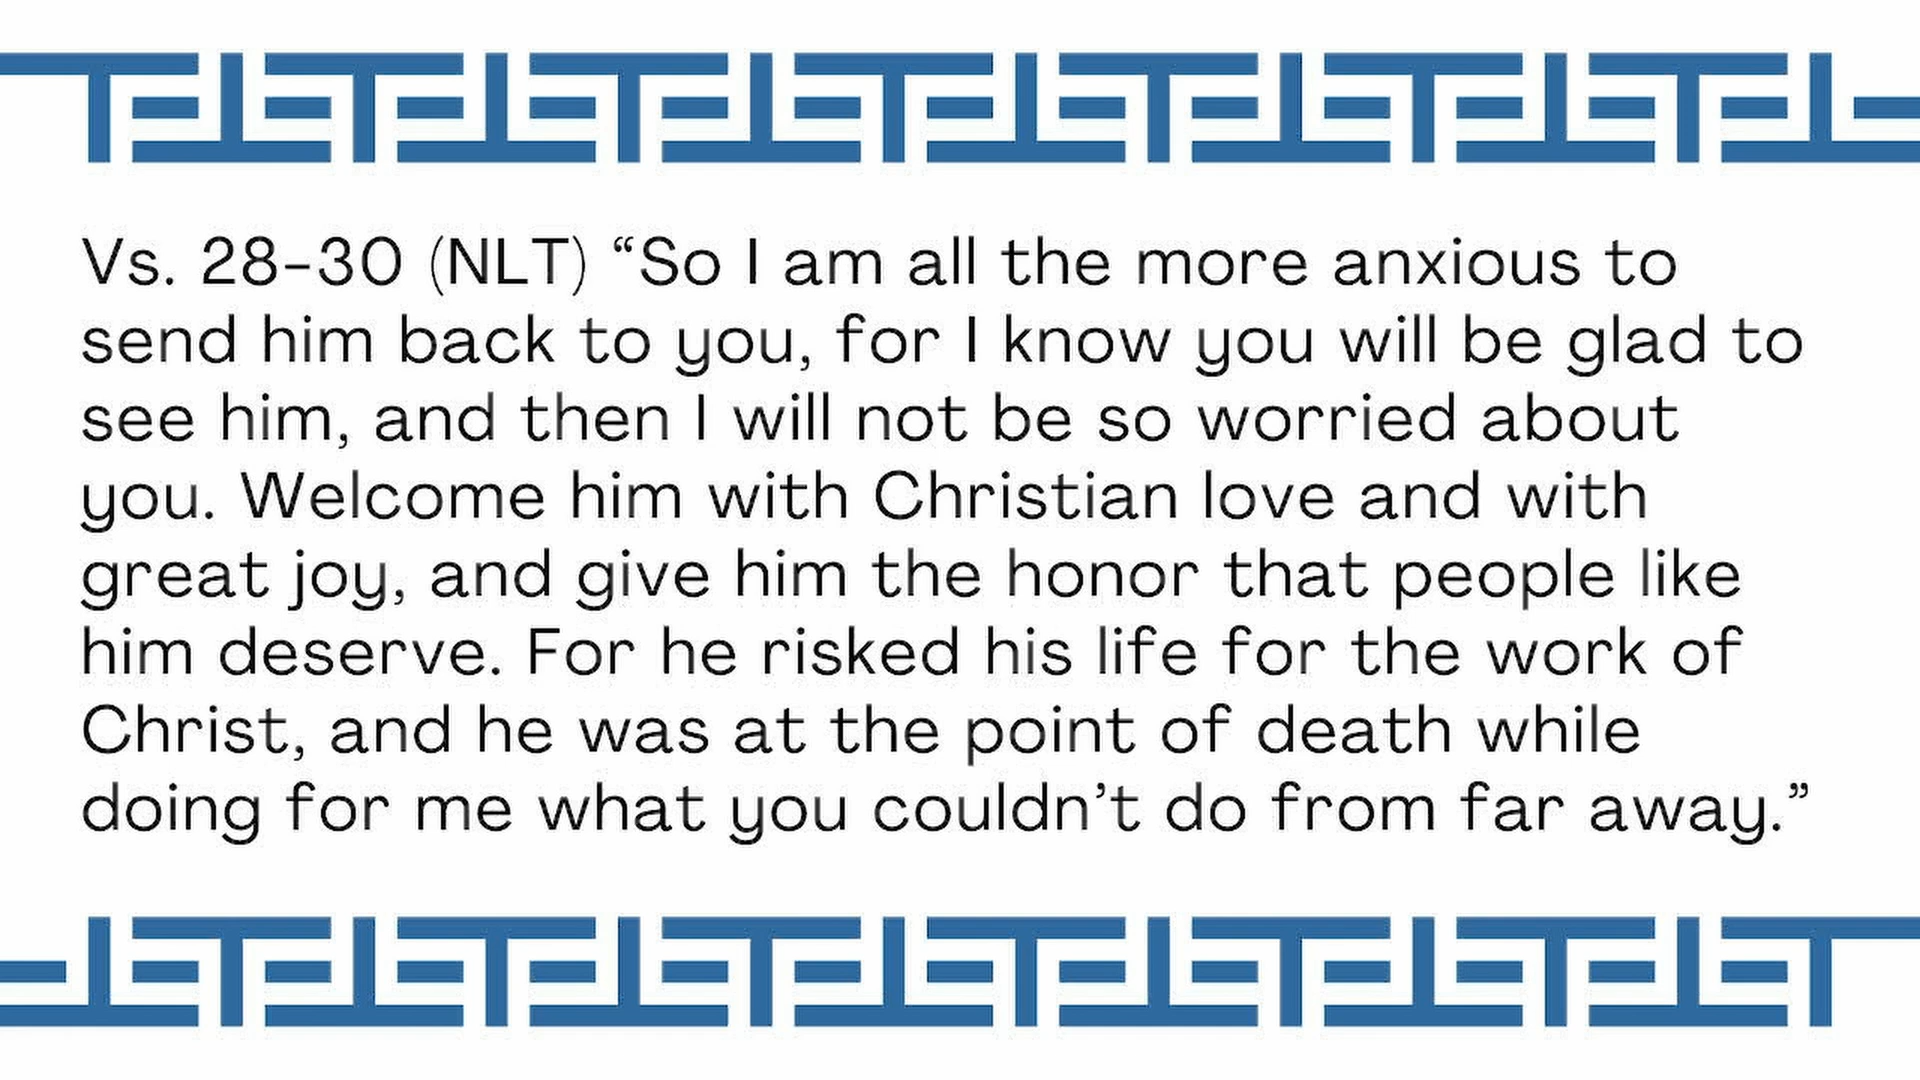 Vs. 28-30 (NLT) “So I am all the more anxious to
send him back to you, for I know you will be glad to
see him, and then I will not be so worried about
you. Welcome him with Christian love and with
great joy, and give him the honor that people like
him deserve. For he risked his life for the work of
Christ, and he was at the point of death while
doing for me what you couldn’t do from far away.”